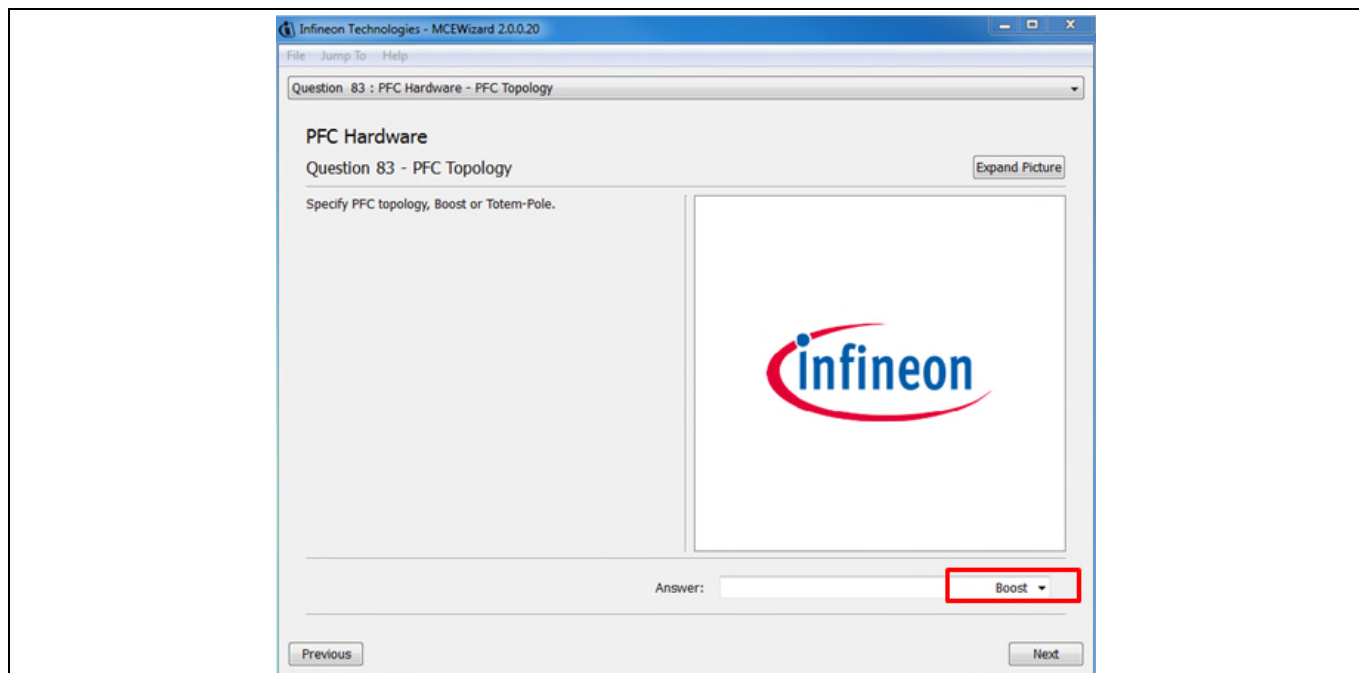 Infineon Technologies - MCEWizard 2.0.0.20
File Jump To Help
Question 83 : PFC Hardware - PFC Topology
PFC Hardware
Question 83 - PFC Topology
Expand Picture
Specify PFC topology, Boost or Totem-Pole.
infineon
Answer:
Boost
Previous
Next